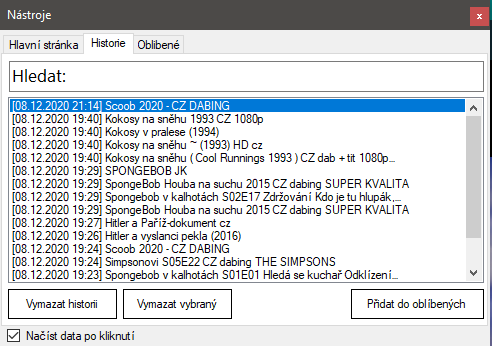 Nástroje
x
Hlavní stránka Historie Oblíbené
Hledat:
[08.12.2020 21:14] Scoob 2020 - CZ DABING
[08.12.2020 19:40] Kokosy na sněhu 1993 CZ 1080p
[08.12.2020 19:40] Kokosy v pralese (1994)
[08.12.2020 19:40] Kokosy na sněhu ~ (1993) HD cz
[08.12.2020 19:40] Kokosy na sněhu ( Cool Runnings 1993 ) CZ dab + tit 1080p...
[08.12.2020 19:29] SPONGEBOB JK
[08.12.2020 19:29] SpongeBob Houba na suchu 2015 CZ dabing SUPER KVALITA
[08.12.2020 19:29] Spongebob v kalhotách S02E17 Zdržování Kdo je tu hlupák,...
[08.12.2020 19:29] SpongeBob Houba na suchu 2015 CZ dabing SUPER KVALITA
[08.12.2020 19:27] Hitler a Paříž-dokument cz
[08.12.2020 19:26] Hitler a vyslanci pekla (2016)
[08.12.2020 19:24] Scoob 2020 - CZ DABING
[08.12.2020 19:24] Simpsonovi S05E22 CZ dabing THE SIMPSONS
[08.12.2020 19:23] Spongebob v kalhotách S01E01 Hledá se kuchař Odklízení...
Vymazat historii Vymazat vybraný Přidat do oblíbených
Načíst data po kliknutí